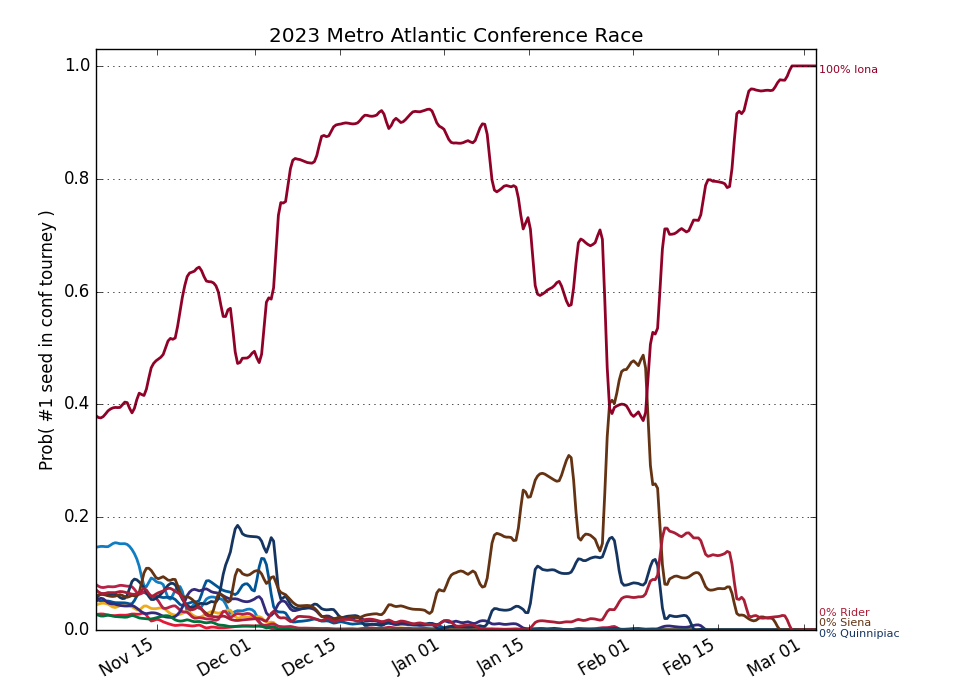 2023 Metro Atlantic Conference Race
Prob( #1 seed in conf tourney )
1.0
0.8
0.6
0.4
0.2
0.0
Nov 15
Dec 01
Dec 15
Jan 01
Jan 15
Feb 01
Feb 15
Mar 01
100% Iona
0% Rider
0% Siena
0% Quinnipiac